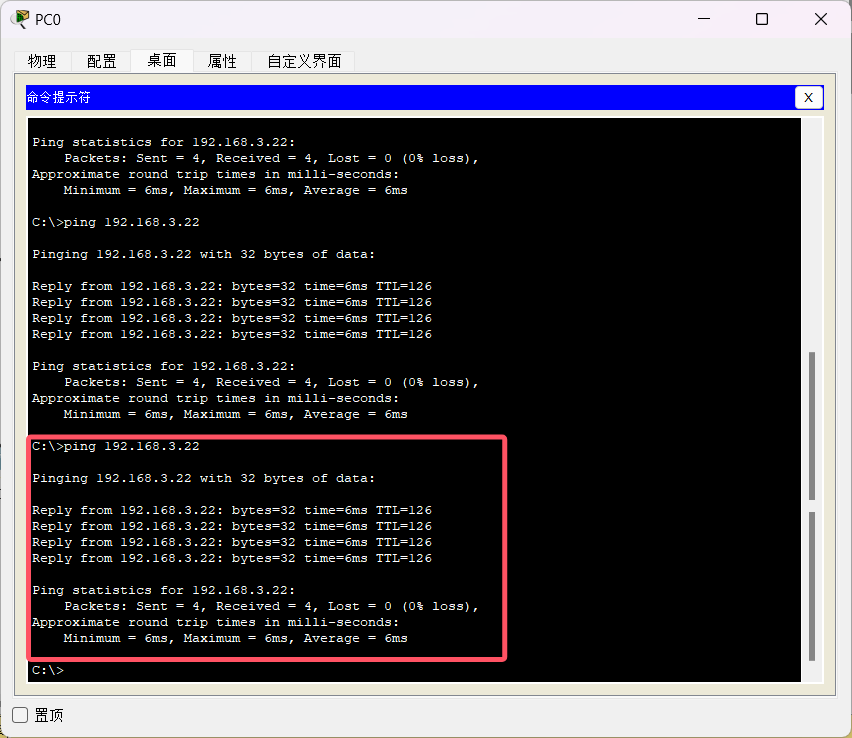 PC0
物理 配置 桌面 属性 自定义界面
命令提示符 X
Ping statistics for 192.168.3.22:
Packets: Sent = 4, Received = 4, Lost = 0 (0% loss),
Approximate round trip times in milli-seconds:
Minimum = 6ms, Maximum = 6ms, Average = 6ms
C:\>ping 192.168.3.22
Pinging 192.168.3.22 with 32 bytes of data:
Reply from 192.168.3.22: bytes=32 time=6ms TTL=126
Reply from 192.168.3.22: bytes=32 time=6ms TTL=126
Reply from 192.168.3.22: bytes=32 time=6ms TTL=126
Reply from 192.168.3.22: bytes=32 time=6ms TTL=126
Ping statistics for 192.168.3.22:
Packets: Sent = 4, Received = 4, Lost = 0 (0% loss),
Approximate round trip times in milli-seconds:
Minimum = 6ms, Maximum = 6ms, Average = 6ms
C:\>ping 192.168.3.22
Pinging 192.168.3.22 with 32 bytes of data:
Reply from 192.168.3.22: bytes=32 time=6ms TTL=126
Reply from 192.168.3.22: bytes=32 time=6ms TTL=126
Reply from 192.168.3.22: bytes=32 time=6ms TTL=126
Reply from 192.168.3.22: bytes=32 time=6ms TTL=126
Ping statistics for 192.168.3.22:
Packets: Sent = 4, Received = 4, Lost = 0 (0% loss),
Approximate round trip times in milli-seconds:
Minimum = 6ms, Maximum = 6ms, Average = 6ms
C:\>
置顶